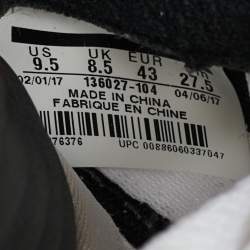 US UK EUR
9.5 8.5 43 27.5
02/01/17 136027-104 04/06/17
MADE IN CHINA
FABRIQUE EN CHINE
76376 UPC 00886060337047